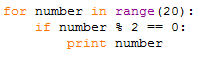 for number in range(20):
    if number % 2 == 0:
        print number